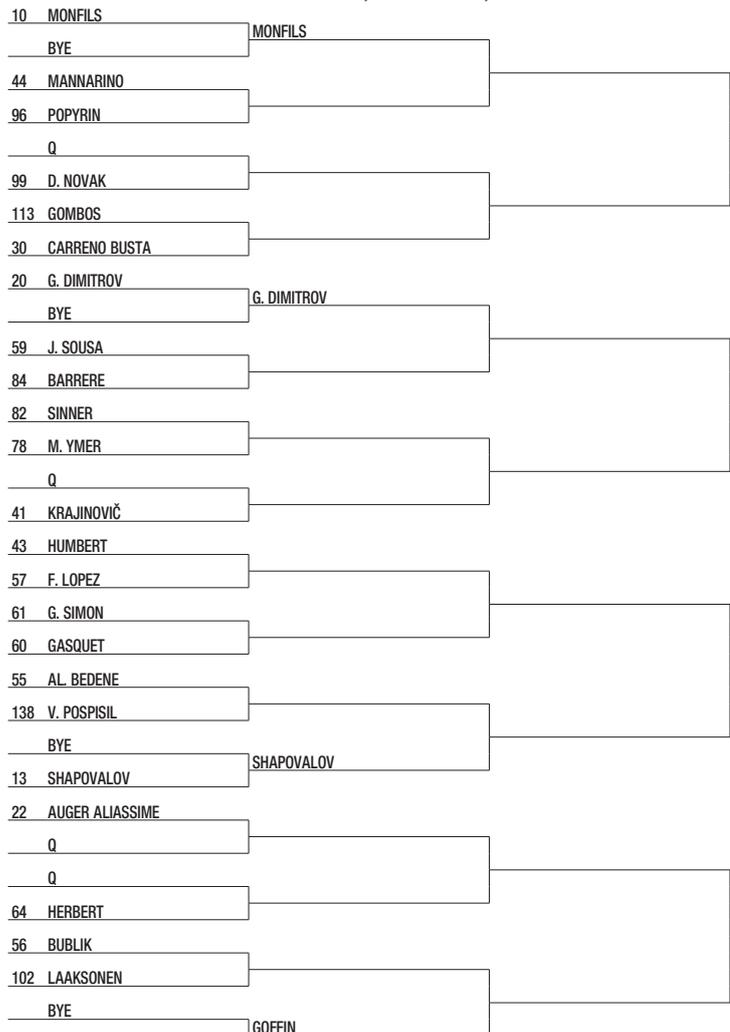 10 MONFILS
MONFILS
BYE
44 MANNARINO
96 POPYRIN
Q
99 D. NOVAK
113 GOMBOS
30 CARRENO BUSTA
20 G. DIMITROV
G. DIMITROV
BYE
59 J. SOUSA
84 BARRERE
82 SINNER
78 M. YMER
Q
41 KRAJINOVIČ
43 HUMBERT
57 F. LOPEZ
61 G. SIMON
60 GASQUET
55 AL. BEDENE
138 V. POSPISIL
BYE
SHAPOVALOV
13 SHAPOVALOV
22 AUGER ALIASSIME
Q
Q
64 HERBERT
56 BUBLIK
102 LAAKSONEN
BYE
GOFFIN